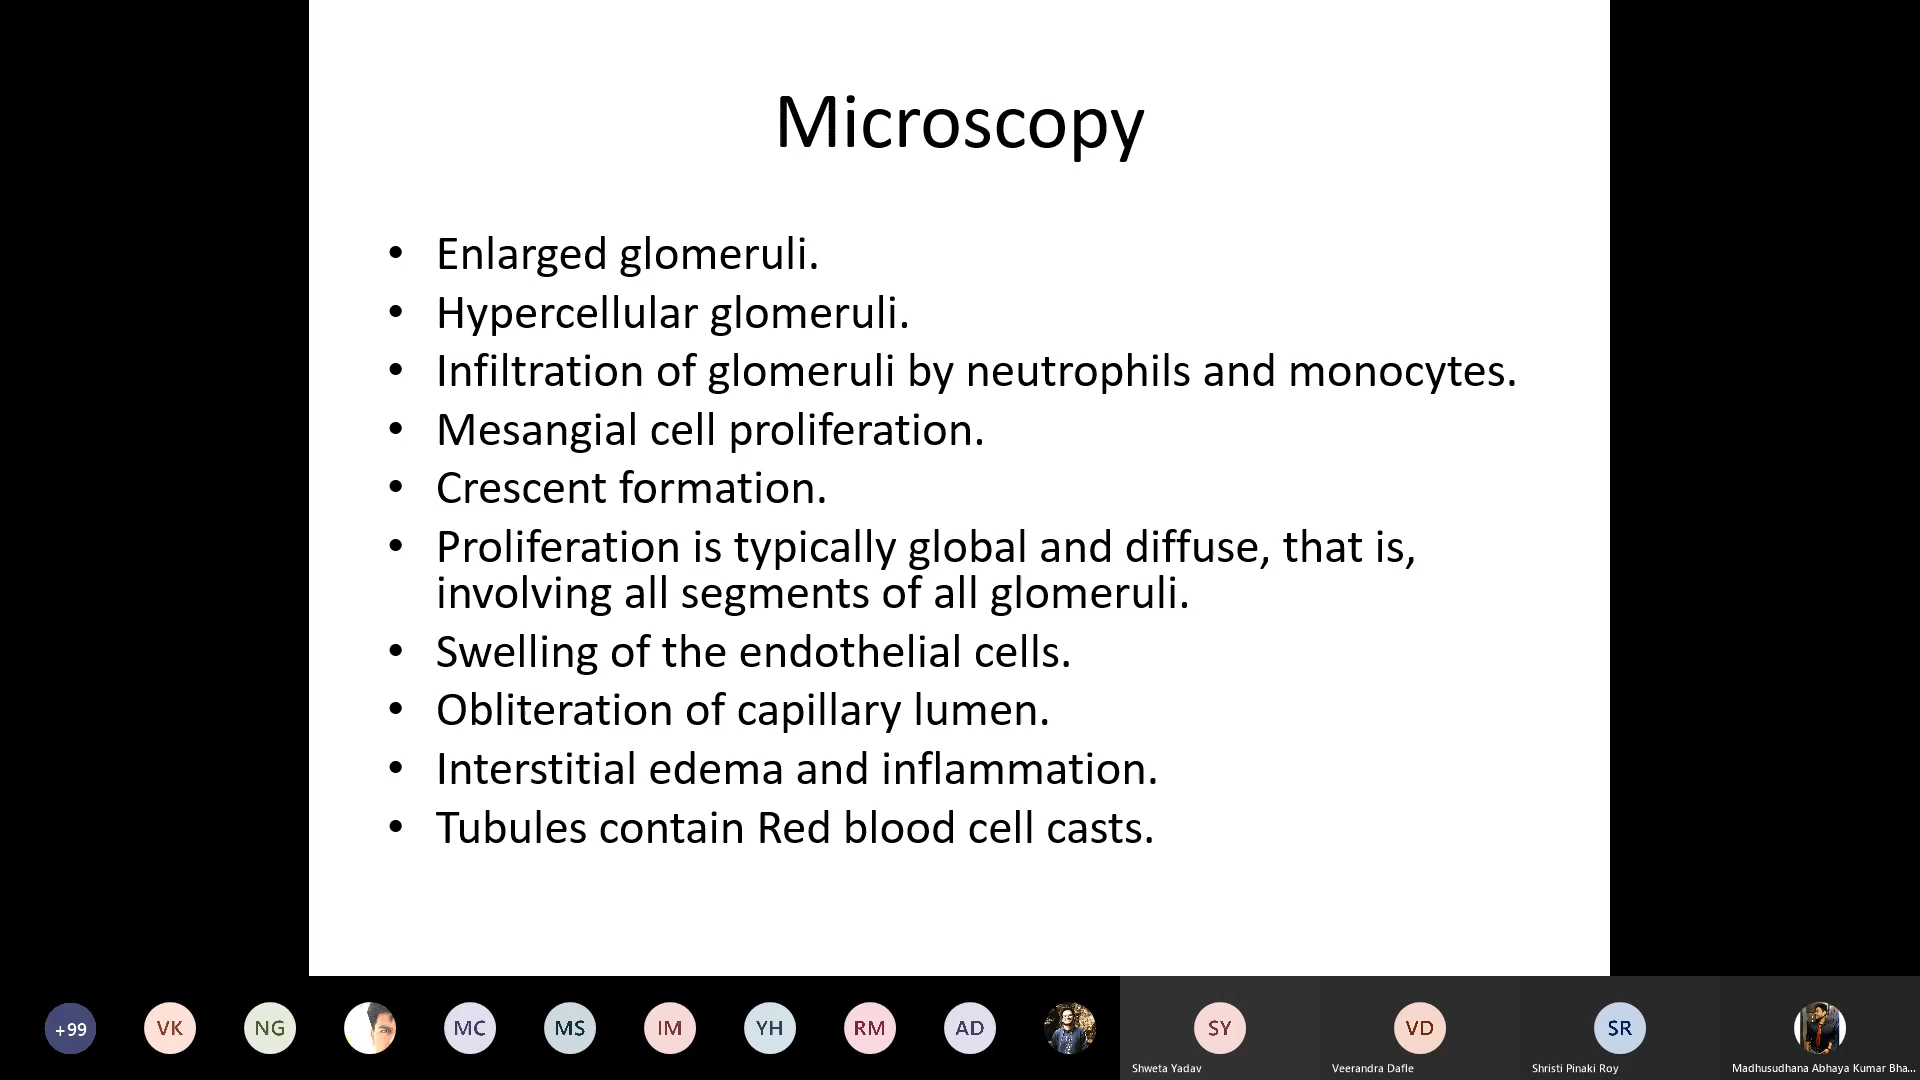 Microscopy
• Enlarged glomeruli.
• Hypercellular glomeruli.
• Infiltration of glomeruli by neutrophils and monocytes.
• Mesangial cell proliferation.
• Crescent formation.
• Proliferation is typically global and diffuse, that is,
involving all segments of all glomeruli.
• Swelling of the endothelial cells.
• Obliteration of capillary lumen.
• Interstitial edema and inflammation.
• Tubules contain Red blood cell casts.
+99 VK NG MC MS IM YH RM AD SY VD SR
Shweta Yadav Veerandra Dafle Shristi Pinaki Roy Madhusudhana Abhaya Kumar Bha...